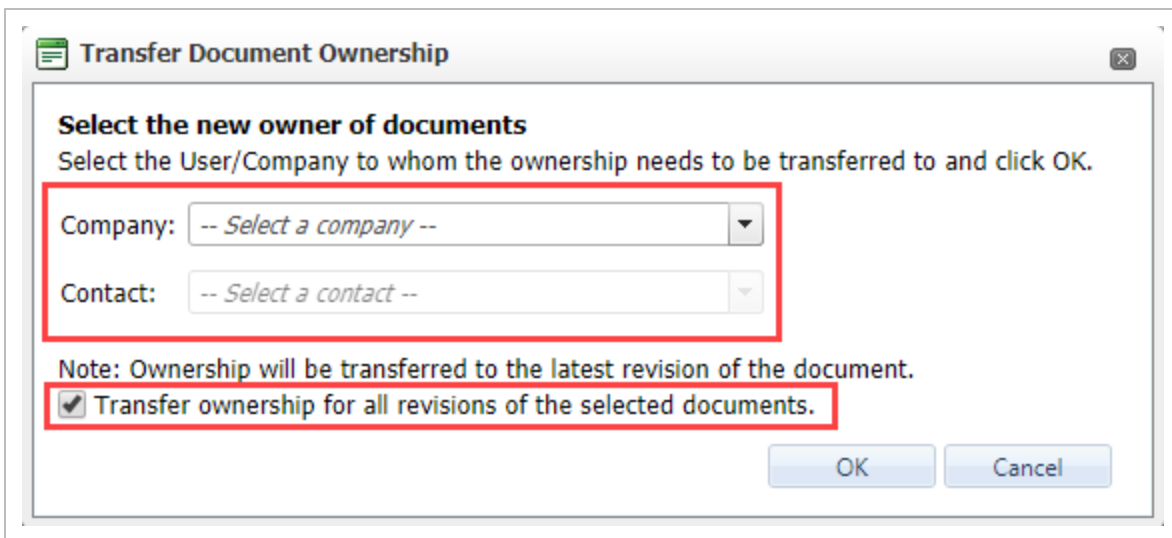 Transfer Document Ownership
Select the new owner of documents
Select the User/Company to whom the ownership needs to be transferred to and click OK.
Company: -- Select a company --
Contact: -- Select a contact --
Note: Ownership will be transferred to the latest revision of the document.
Transfer ownership for all revisions of the selected documents.
OK Cancel